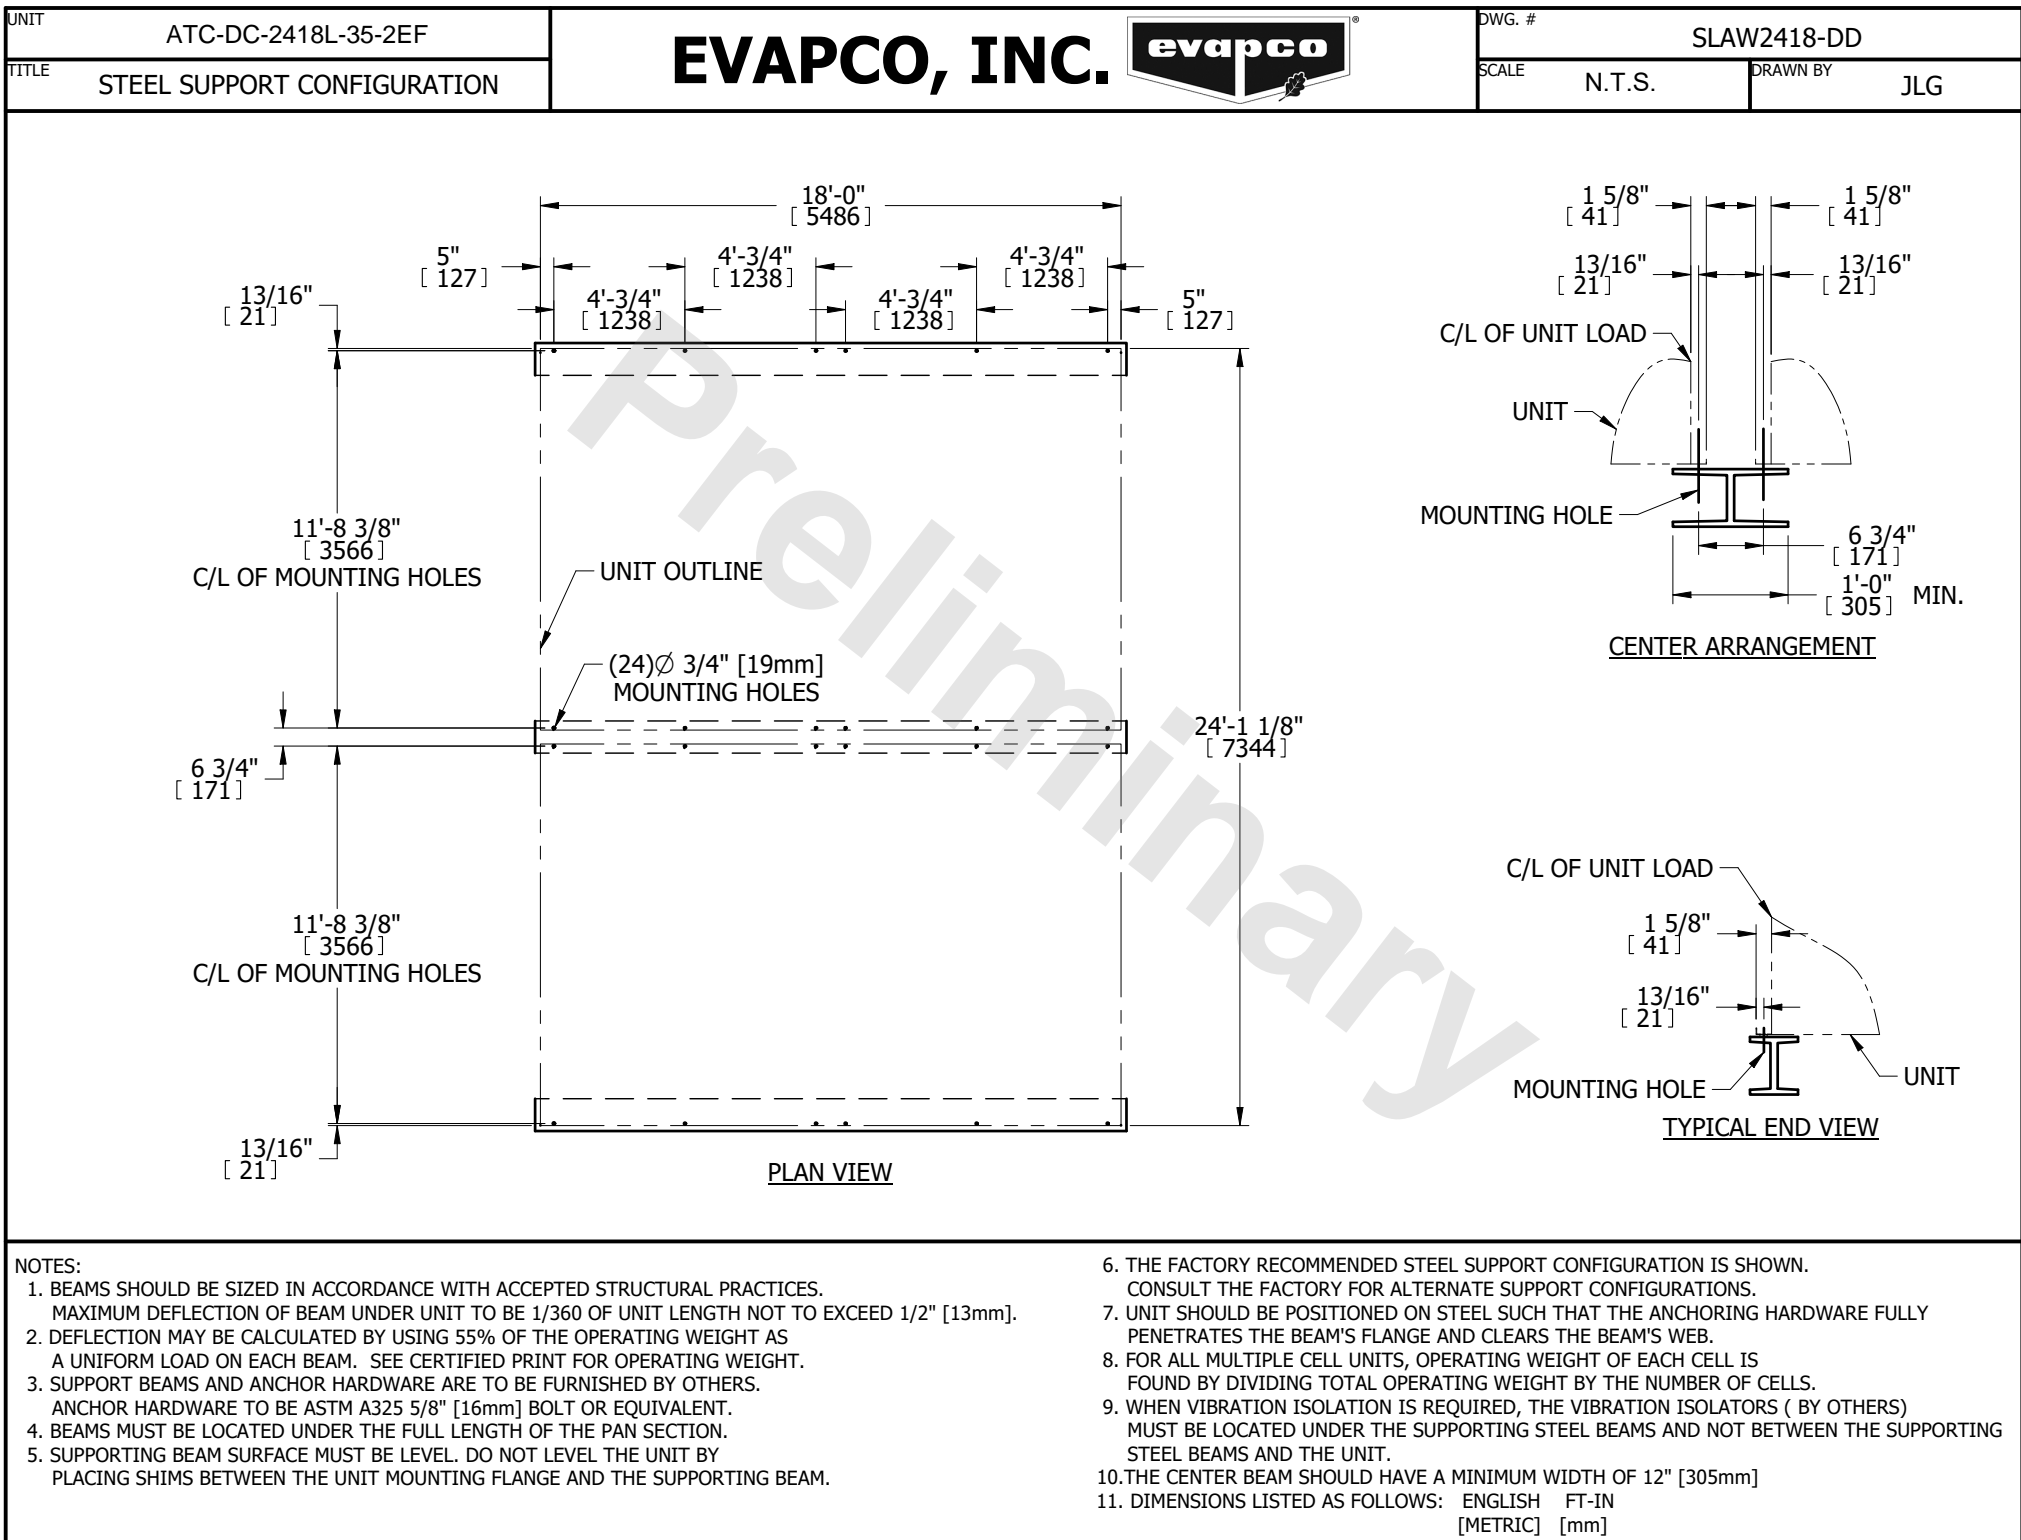 UNIT
ATC-DC-2418L-35-2EF
TITLE
STEEL SUPPORT CONFIGURATION
EVAPCO, INC.
evapco
®
DWG. #
SLAW2418-DD
SCALE
N.T.S.
DRAWN BY
JLG
18'-0"
[ 5486 ]
5"
[ 127 ]
4'-3/4"
[ 1238 ]
4'-3/4"
[ 1238 ]
13/16"
[ 21 ]
4'-3/4"
[ 1238 ]
4'-3/4"
[ 1238 ]
5"
[ 127 ]
11'-8 3/8"
[ 3566 ]
C/L OF MOUNTING HOLES
UNIT OUTLINE
(24)∅ 3/4" [19mm]
MOUNTING HOLES
6 3/4"
[ 171 ]
24'-1 1/8"
[ 7344 ]
11'-8 3/8"
[ 3566 ]
C/L OF MOUNTING HOLES
13/16"
[ 21 ]
PLAN VIEW
Preliminary
1 5/8"
[ 41 ]
1 5/8"
[ 41 ]
13/16"
[ 21 ]
13/16"
[ 21 ]
C/L OF UNIT LOAD
UNIT
MOUNTING HOLE
6 3/4"
[ 171 ]
1'-0"
[ 305 ] MIN.
CENTER ARRANGEMENT
C/L OF UNIT LOAD
1 5/8"
[ 41 ]
13/16"
[ 21 ]
MOUNTING HOLE
UNIT
TYPICAL END VIEW
NOTES:
1. BEAMS SHOULD BE SIZED IN ACCORDANCE WITH ACCEPTED STRUCTURAL PRACTICES.
MAXIMUM DEFLECTION OF BEAM UNDER UNIT TO BE 1/360 OF UNIT LENGTH NOT TO EXCEED 1/2" [13mm].
2. DEFLECTION MAY BE CALCULATED BY USING 55% OF THE OPERATING WEIGHT AS
A UNIFORM LOAD ON EACH BEAM. SEE CERTIFIED PRINT FOR OPERATING WEIGHT.
3. SUPPORT BEAMS AND ANCHOR HARDWARE ARE TO BE FURNISHED BY OTHERS.
ANCHOR HARDWARE TO BE ASTM A325 5/8" [16mm] BOLT OR EQUIVALENT.
4. BEAMS MUST BE LOCATED UNDER THE FULL LENGTH OF THE PAN SECTION.
5. SUPPORTING BEAM SURFACE MUST BE LEVEL. DO NOT LEVEL THE UNIT BY
PLACING SHIMS BETWEEN THE UNIT MOUNTING FLANGE AND THE SUPPORTING BEAM.
6. THE FACTORY RECOMMENDED STEEL SUPPORT CONFIGURATION IS SHOWN.
CONSULT THE FACTORY FOR ALTERNATE SUPPORT CONFIGURATIONS.
7. UNIT SHOULD BE POSITIONED ON STEEL SUCH THAT THE ANCHORING HARDWARE FULLY
PENETRATES THE BEAM'S FLANGE AND CLEARS THE BEAM'S WEB.
8. FOR ALL MULTIPLE CELL UNITS, OPERATING WEIGHT OF EACH CELL IS
FOUND BY DIVIDING TOTAL OPERATING WEIGHT BY THE NUMBER OF CELLS.
9. WHEN VIBRATION ISOLATION IS REQUIRED, THE VIBRATION ISOLATORS ( BY OTHERS)
MUST BE LOCATED UNDER THE SUPPORTING STEEL BEAMS AND NOT BETWEEN THE SUPPORTING
STEEL BEAMS AND THE UNIT.
10.THE CENTER BEAM SHOULD HAVE A MINIMUM WIDTH OF 12" [305mm]
11. DIMENSIONS LISTED AS FOLLOWS: ENGLISH FT-IN
[METRIC] [mm]